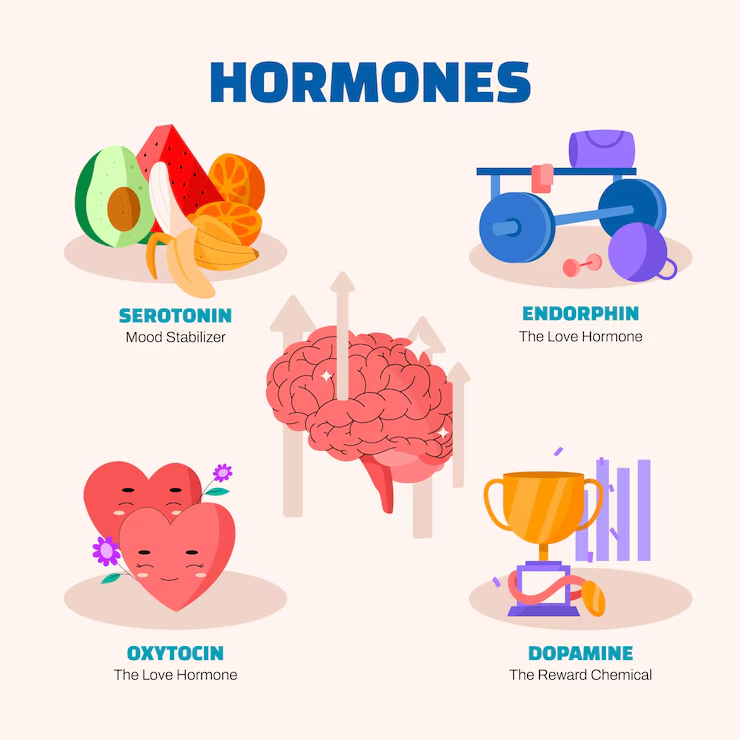 HORMONES
SEROTONIN
Mood Stabilizer
ENDORPHIN
The Love Hormone
OXYTOCIN
The Love Hormone
DOPAMINE
The Reward Chemical